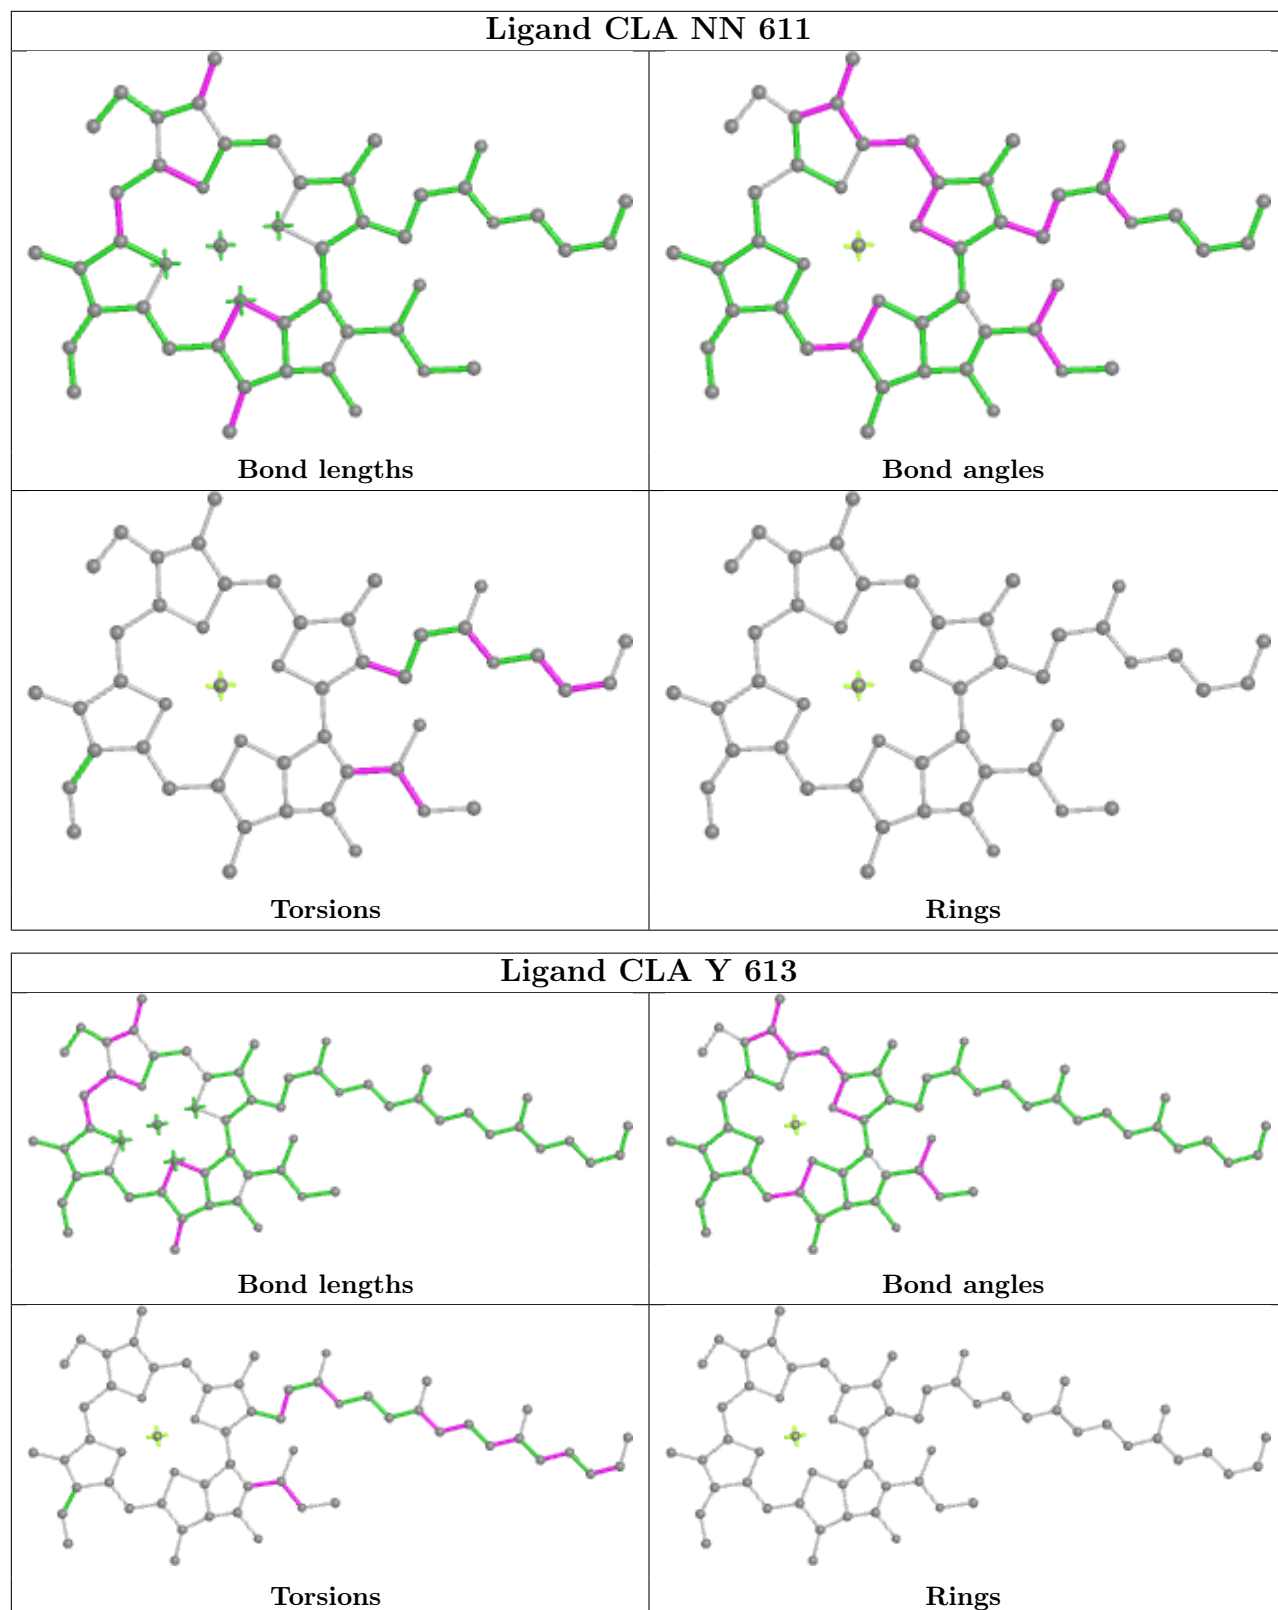 Ligand CLA NN 611
Bond lengths
Bond angles
Torsions
Rings
Ligand CLA Y 613
Bond lengths
Bond angles
Torsions
Rings